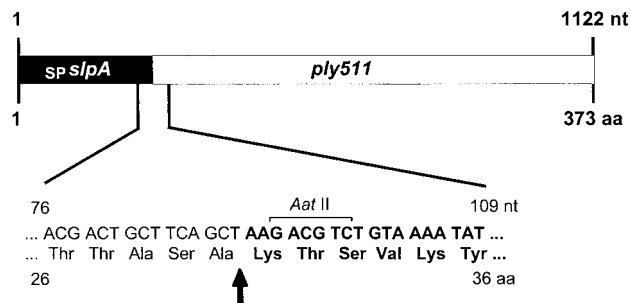 1 1122 nt
SP slpA ply511
1 373 aa
Aat II
76 109 nt
... ACG ACT GCT TCA GCT AAG ACG TCT GTA AAA TAT ...
... Thr Thr Ala Ser Ala Lys Thr Ser Val Lys Tyr ...
26 36 aa